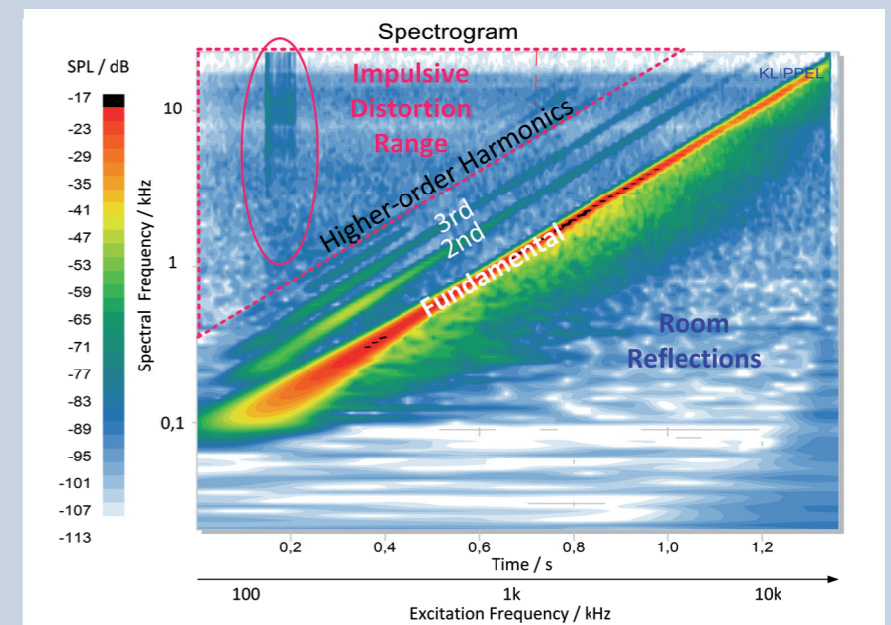 Spectrogram
SPL / dB
-17
-23
-29
-35
-41
-47
-53
-59
-65
-71
-77
-83
-89
-95
-101
-107
-113
Spectral Frequency / kHz
10
1
0,1
KLIPPEL
Impulsive
Distortion
Range
Higher-order Harmonics
3rd
2nd
Fundamental
Room
Reflections
0,2 0,4 0,6 0,8 1,0 1,2
Time / s
100 1k 10k
Excitation Frequency / kHz